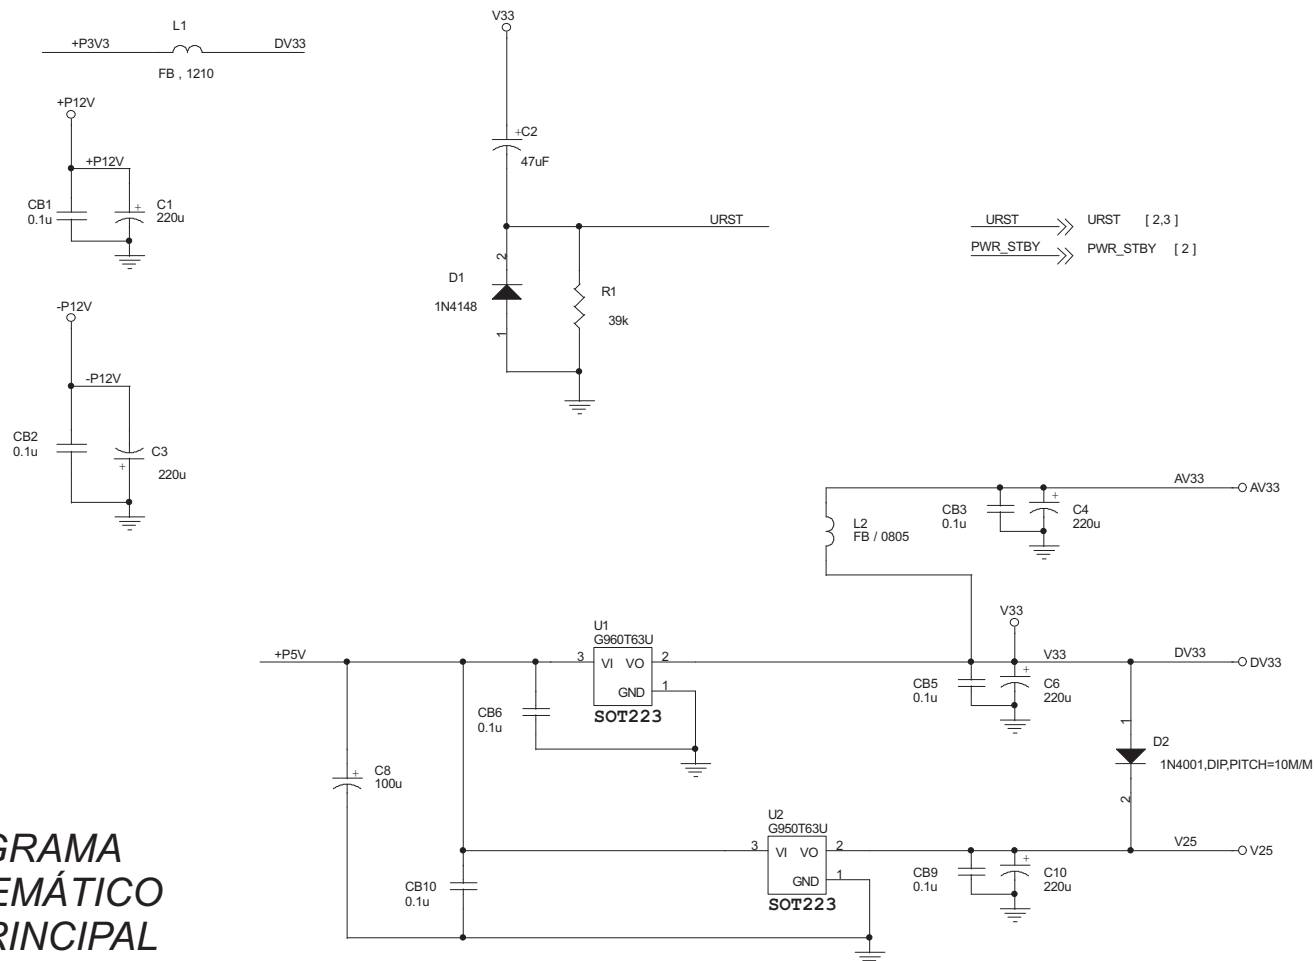 L1
+P3V3
DV33
FB , 1210
V33
+P12V
+P12V
CB1
0.1u
+
C1
220u
+
C2
47uF
URST
2
D1
1N4148
1
R1
39k
URST
URST [ 2,3 ]
PWR_STBY
PWR_STBY [ 2 ]
-P12V
-P12V
CB2
0.1u
+
C3
220u
AV33
AV33
L2
FB / 0805
CB3
0.1u
+
C4
220u
V33
U1
G960T63U
+P5V
3
VI VO
2
GND
1
SOT223
V33
DV33
DV33
CB6
0.1u
CB5
0.1u
+
C6
220u
1
D2
1N4001,DIP,PITCH=10M/M
2
+
C8
100u
U2
G950T63U
3
VI VO
2
GND
1
SOT223
V25
V25
CB10
0.1u
CB9
0.1u
+
C10
220u
GRAMA
EMÁTICO
RINCIPAL